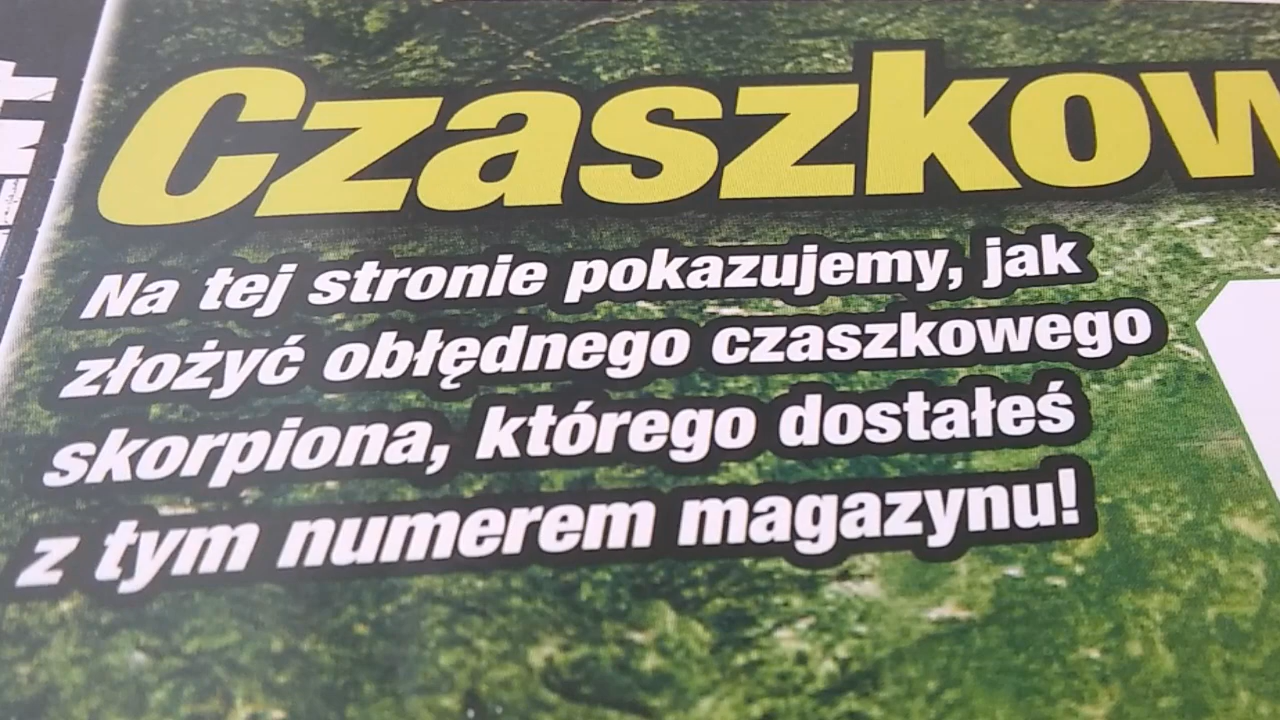 Czaszkow
Na tej stronie pokazujemy, jak
złożyć obłędnego czaszkowego
skorpiona, którego dostałeś
z tym numerem magazynu!